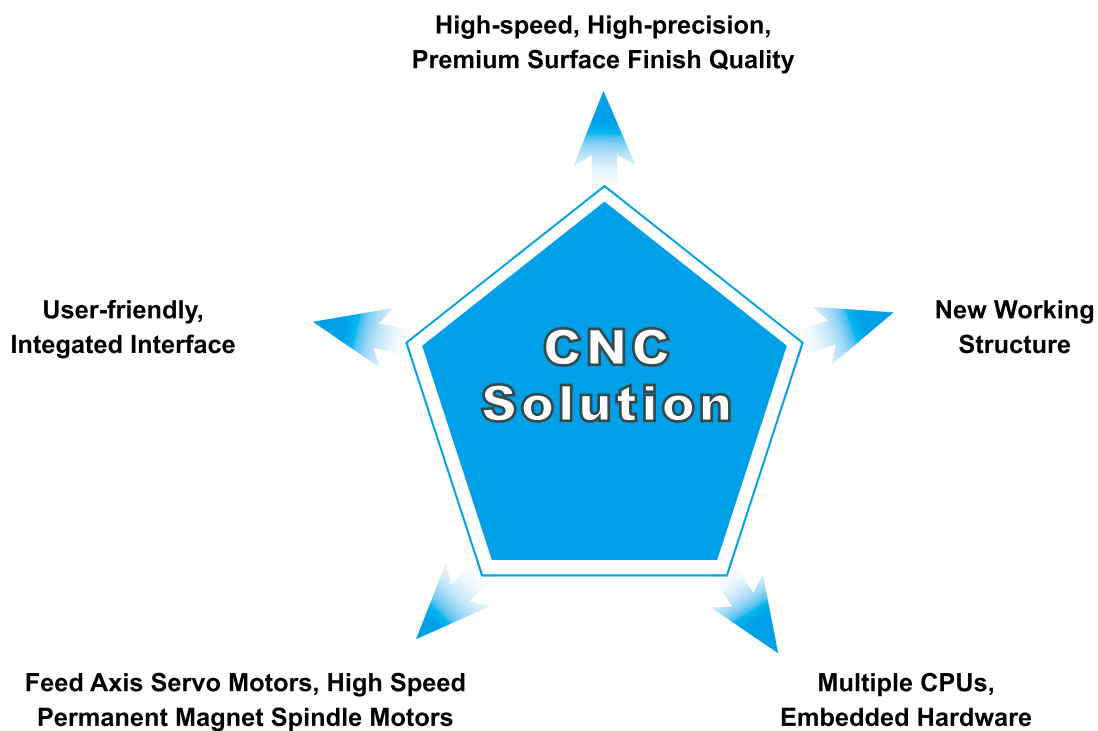 High-speed, High-precision,
Premium Surface Finish Quality
User-friendly,
Integated Interface
CNC
Solution
New Working
Structure
Feed Axis Servo Motors, High Speed
Permanent Magnet Spindle Motors
Multiple CPUs,
Embedded Hardware